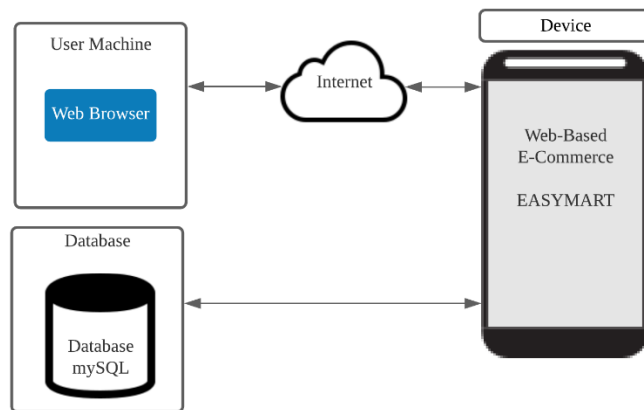 User Machine
Web Browser
Internet
Device
Web-Based
E-Commerce
EASYMART
Database
Database
mySQL